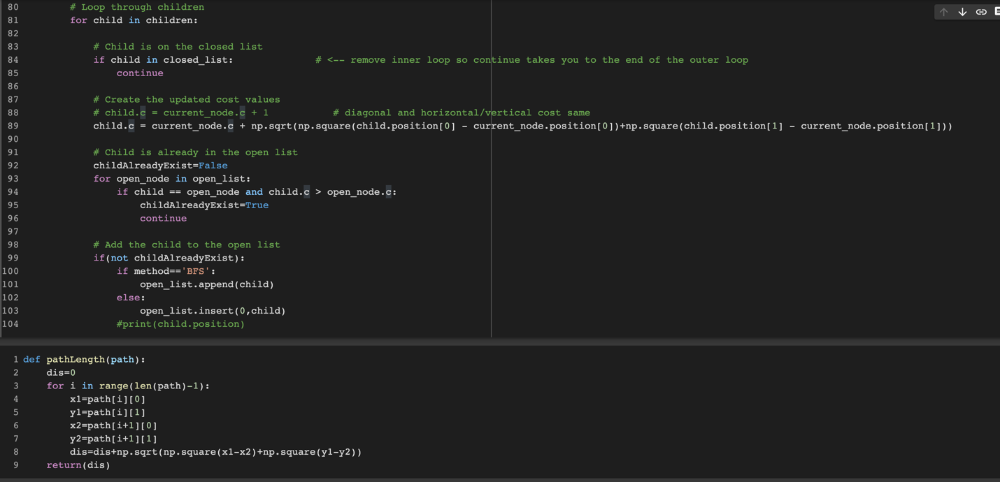 80         # Loop through children
81         for child in children:
82
83             # Child is on the closed list
84             if child in closed_list:              # <-- remove inner loop so continue takes you to the end of the outer loop
85                 continue
86
87             # Create the updated cost values
88             # child.c = current_node.c + 1           # diagonal and horizontal/vertical cost same
89             child.c = current_node.c + np.sqrt(np.square(child.position[0] - current_node.position[0])+np.square(child.position[1] - current_node.position[1]))
90
91             # Child is already in the open list
92             childAlreadyExist=False
93             for open_node in open_list:
94                 if child == open_node and child.c > open_node.c:
95                     childAlreadyExist=True
96                     continue
97
98             # Add the child to the open list
99             if(not childAlreadyExist):
100                 if method=='BFS':
101                     open_list.append(child)
102                 else:
103                     open_list.insert(0,child)
104                 #print(child.position)
1 def pathLength(path):
2     dis=0
3     for i in range(len(path)-1):
4         x1=path[i][0]
5         y1=path[i][1]
6         x2=path[i+1][0]
7         y2=path[i+1][1]
8         dis=dis+np.sqrt(np.square(x1-x2)+np.square(y1-y2))
9     return(dis)